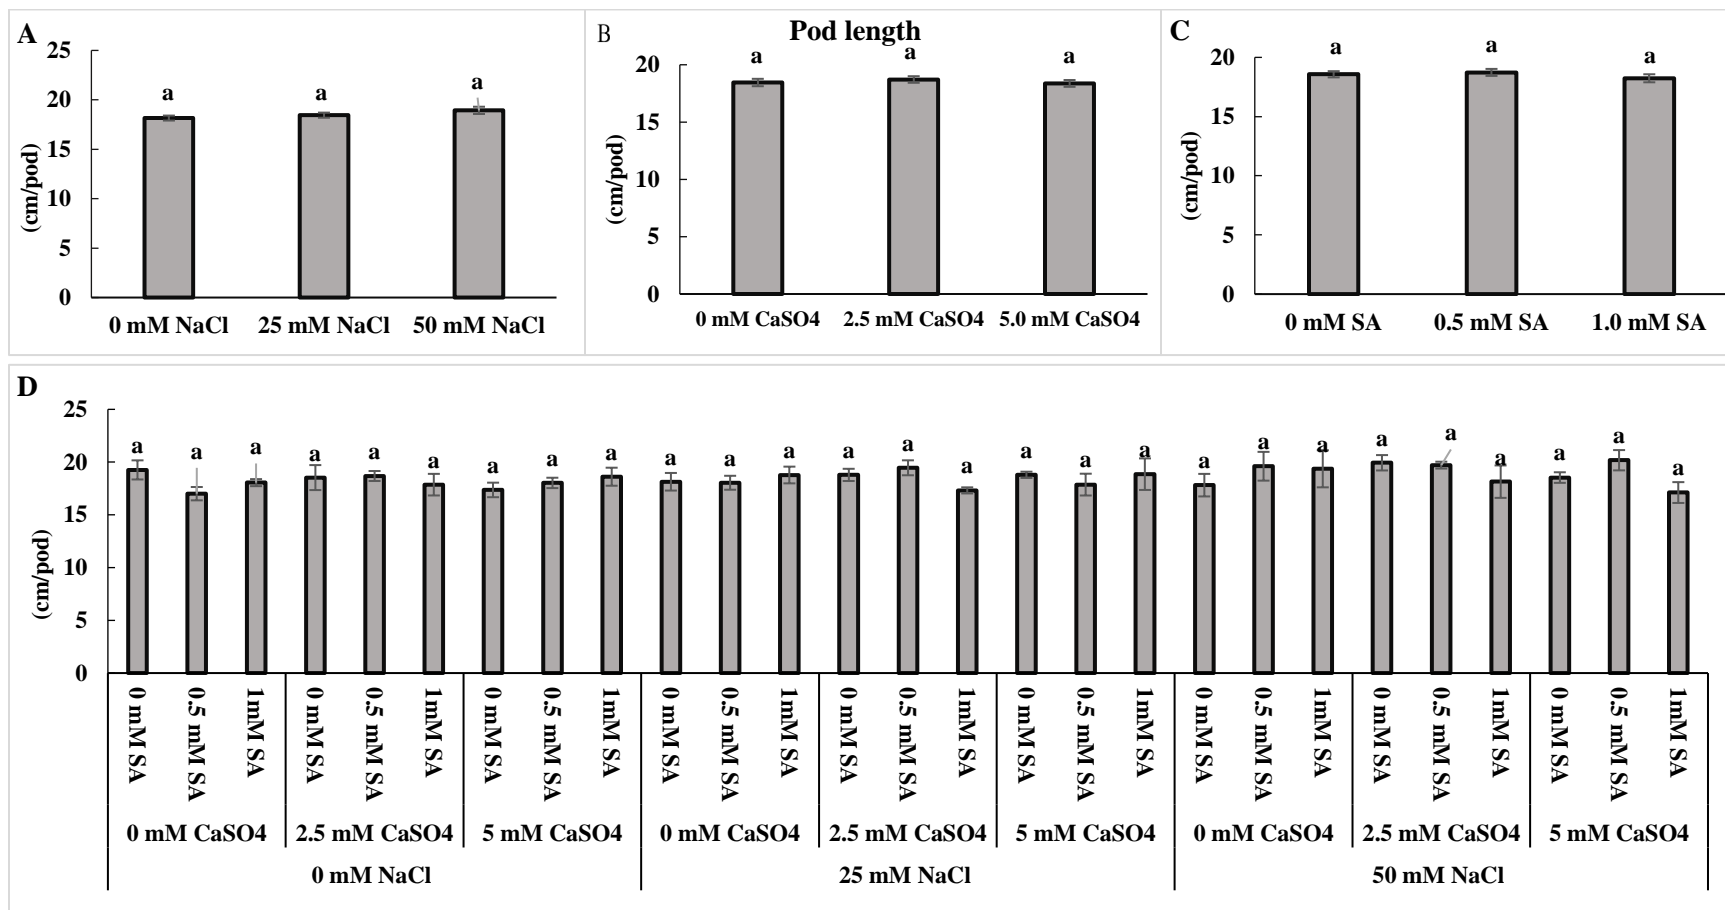 Pod length
A
25
20
15
10
5
0
(cm/pod)
a a a
0 mM NaCl 25 mM NaCl 50 mM NaCl
B
20
15
10
5
0
(cm/pod)
a a a
0 mM CaSO4 2.5 mM CaSO4 5.0 mM CaSO4
C
20
15
10
5
0
(cm/pod)
a a a
0 mM SA 0.5 mM SA 1.0 mM SA
D
25
20
15
10
5
0
(cm/pod)
a a a a a a a a a a a a a a a a a a a a a a a a a a a
0 mM SA
0.5 mM SA
1mM SA
0 mM SA
0.5 mM SA
1mM SA
0 mM SA
0.5 mM SA
1mM SA
0 mM SA
0.5 mM SA
1mM SA
0 mM SA
0.5 mM SA
1mM SA
0 mM SA
0.5 mM SA
1mM SA
0 mM SA
0.5 mM SA
1mM SA
0 mM SA
0.5 mM SA
1mM SA
0 mM SA
0.5 mM SA
1mM SA
0 mM CaSO4 2.5 mM CaSO4 5 mM CaSO4 0 mM CaSO4 2.5 mM CaSO4 5 mM CaSO4 0 mM CaSO4 2.5 mM CaSO4 5 mM CaSO4
0 mM NaCl 25 mM NaCl 50 mM NaCl